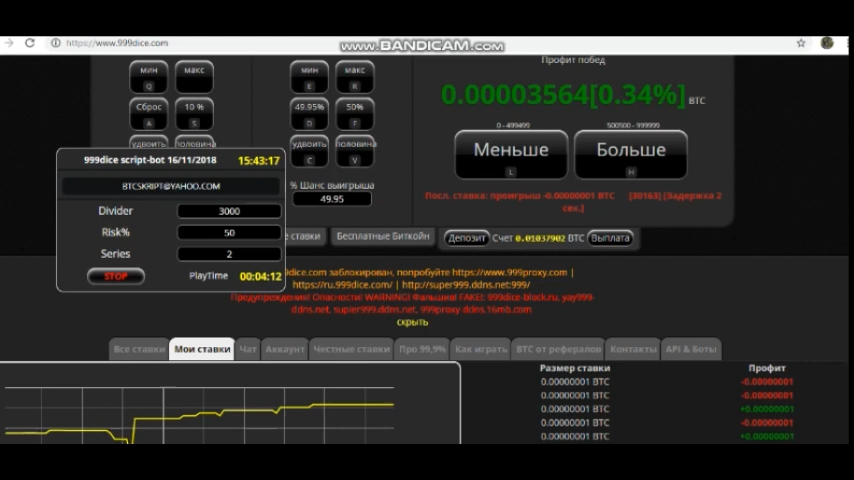 https://www.999dice.com
www.BANDICAM.com
Профит побед
мин макс мин макс
Q E R
0.00003564[0.34%] BTC
Сброс 10 % 49.95% 50%
A S D F
0 - 499499 500500 - 999999
Меньше Больше
L H
удвоить половина удвоить половина
C V
999dice script-bot 16/11/2018 15:43:17
BTCSKRIPT@YAHOO.COM
% Шанс выигрыша
49.95
Посл. ставка: проигрыш -0.00000001 BTC [30163] [Задержка 2
сек.]
Divider 3000
Risk% 50
Series 2
STOP PlayTime 00:04:12
е ставки Бесплатные Биткойн Депозит Счет 0.01037902 BTC Выплата
dice.com заблокирован, попробуйте https://www.999proxy.com |
https://ru.999dice.com/ | http://super999.ddns.net:999/
Предупреждения! Опасности! WARNING! Фальшив! FAKE!: 999dice-block.ru, yay999-
ddns.net, supier999.ddns.net, 999proxy.ddns.16mb.com
скрыть
Все ставки Мои ставки Чат Аккаунт Честные ставки Про 99,9% Как играть BTC от рефералов Контакты API & Боты
Размер ставки Профит
0.00000001 BTC -0.00000001
0.00000001 BTC -0.00000001
0.00000001 BTC +0.00000001
0.00000001 BTC -0.00000001
0.00000001 BTC +0.00000001